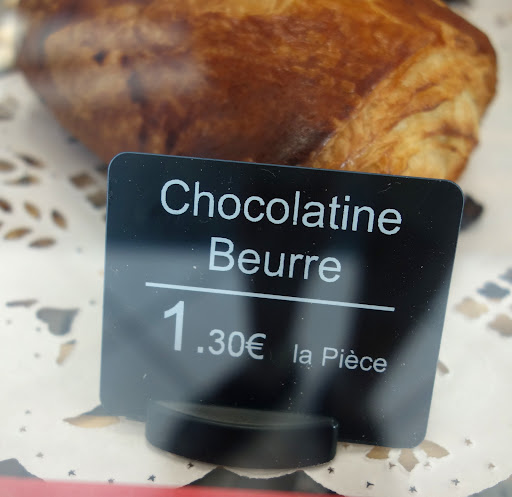 Chocolatine
Beurre
1.30€ la Pièce